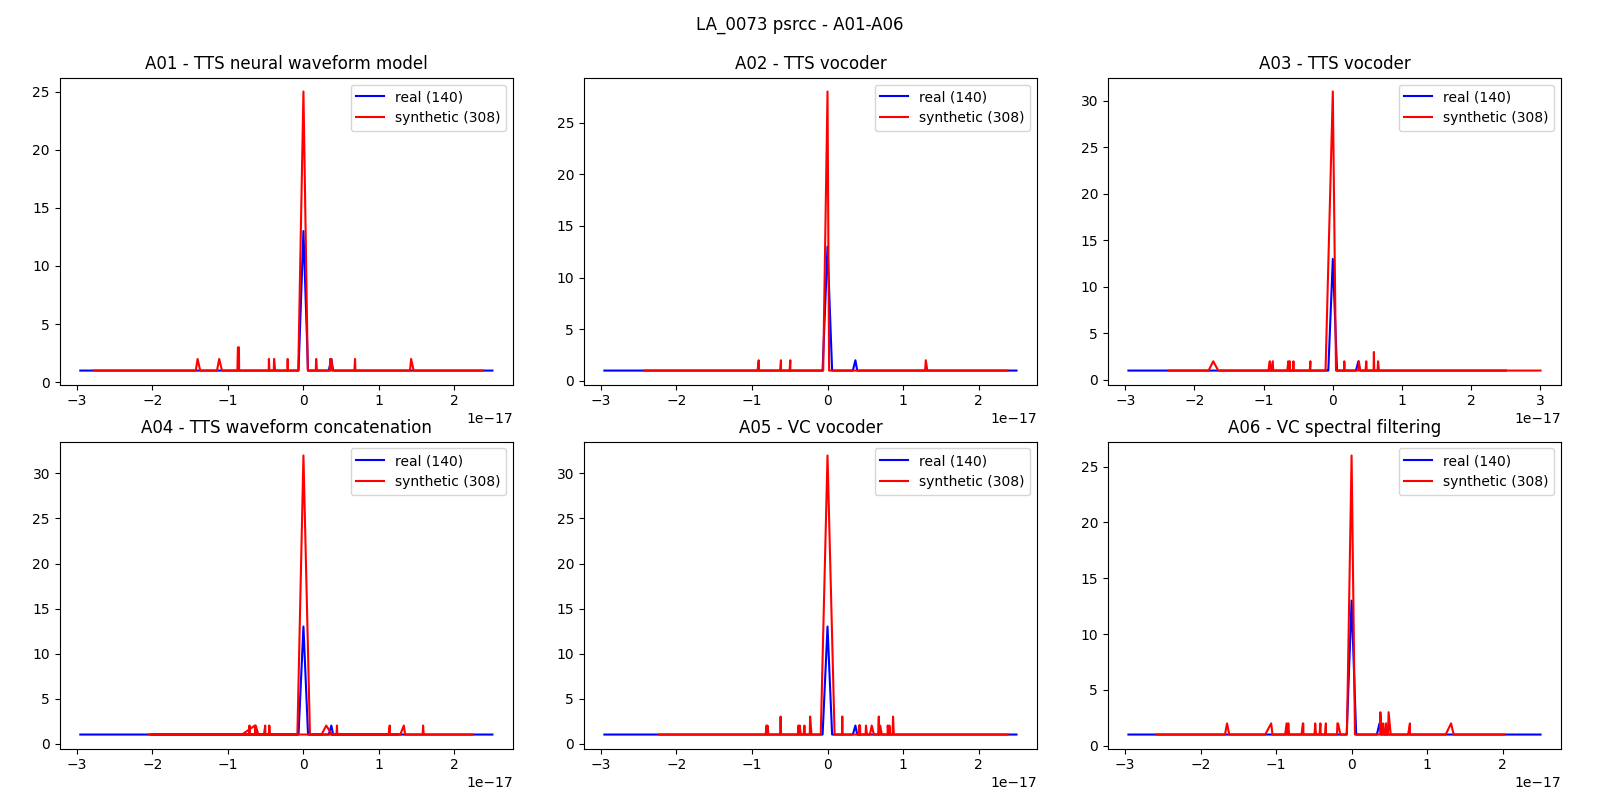 LA_0073 psrcc - A01-A06
A01 - TTS neural waveform model
A02 - TTS vocoder
A03 - TTS vocoder
real (140)
synthetic (308)
real (140)
synthetic (308)
real (140)
synthetic (308)
25
20
15
10
5
0
25
20
15
10
5
0
30
25
20
15
10
5
0
−3 −2 −1 0 1 2
1e−17
−3 −2 −1 0 1 2
1e−17
−3 −2 −1 0 1 2 3
1e−17
A04 - TTS waveform concatenation
A05 - VC vocoder
A06 - VC spectral filtering
real (140)
synthetic (308)
real (140)
synthetic (308)
real (140)
synthetic (308)
30
25
20
15
10
5
0
30
25
20
15
10
5
0
25
20
15
10
5
0
−3 −2 −1 0 1 2
1e−17
−3 −2 −1 0 1 2
1e−17
−3 −2 −1 0 1 2
1e−17